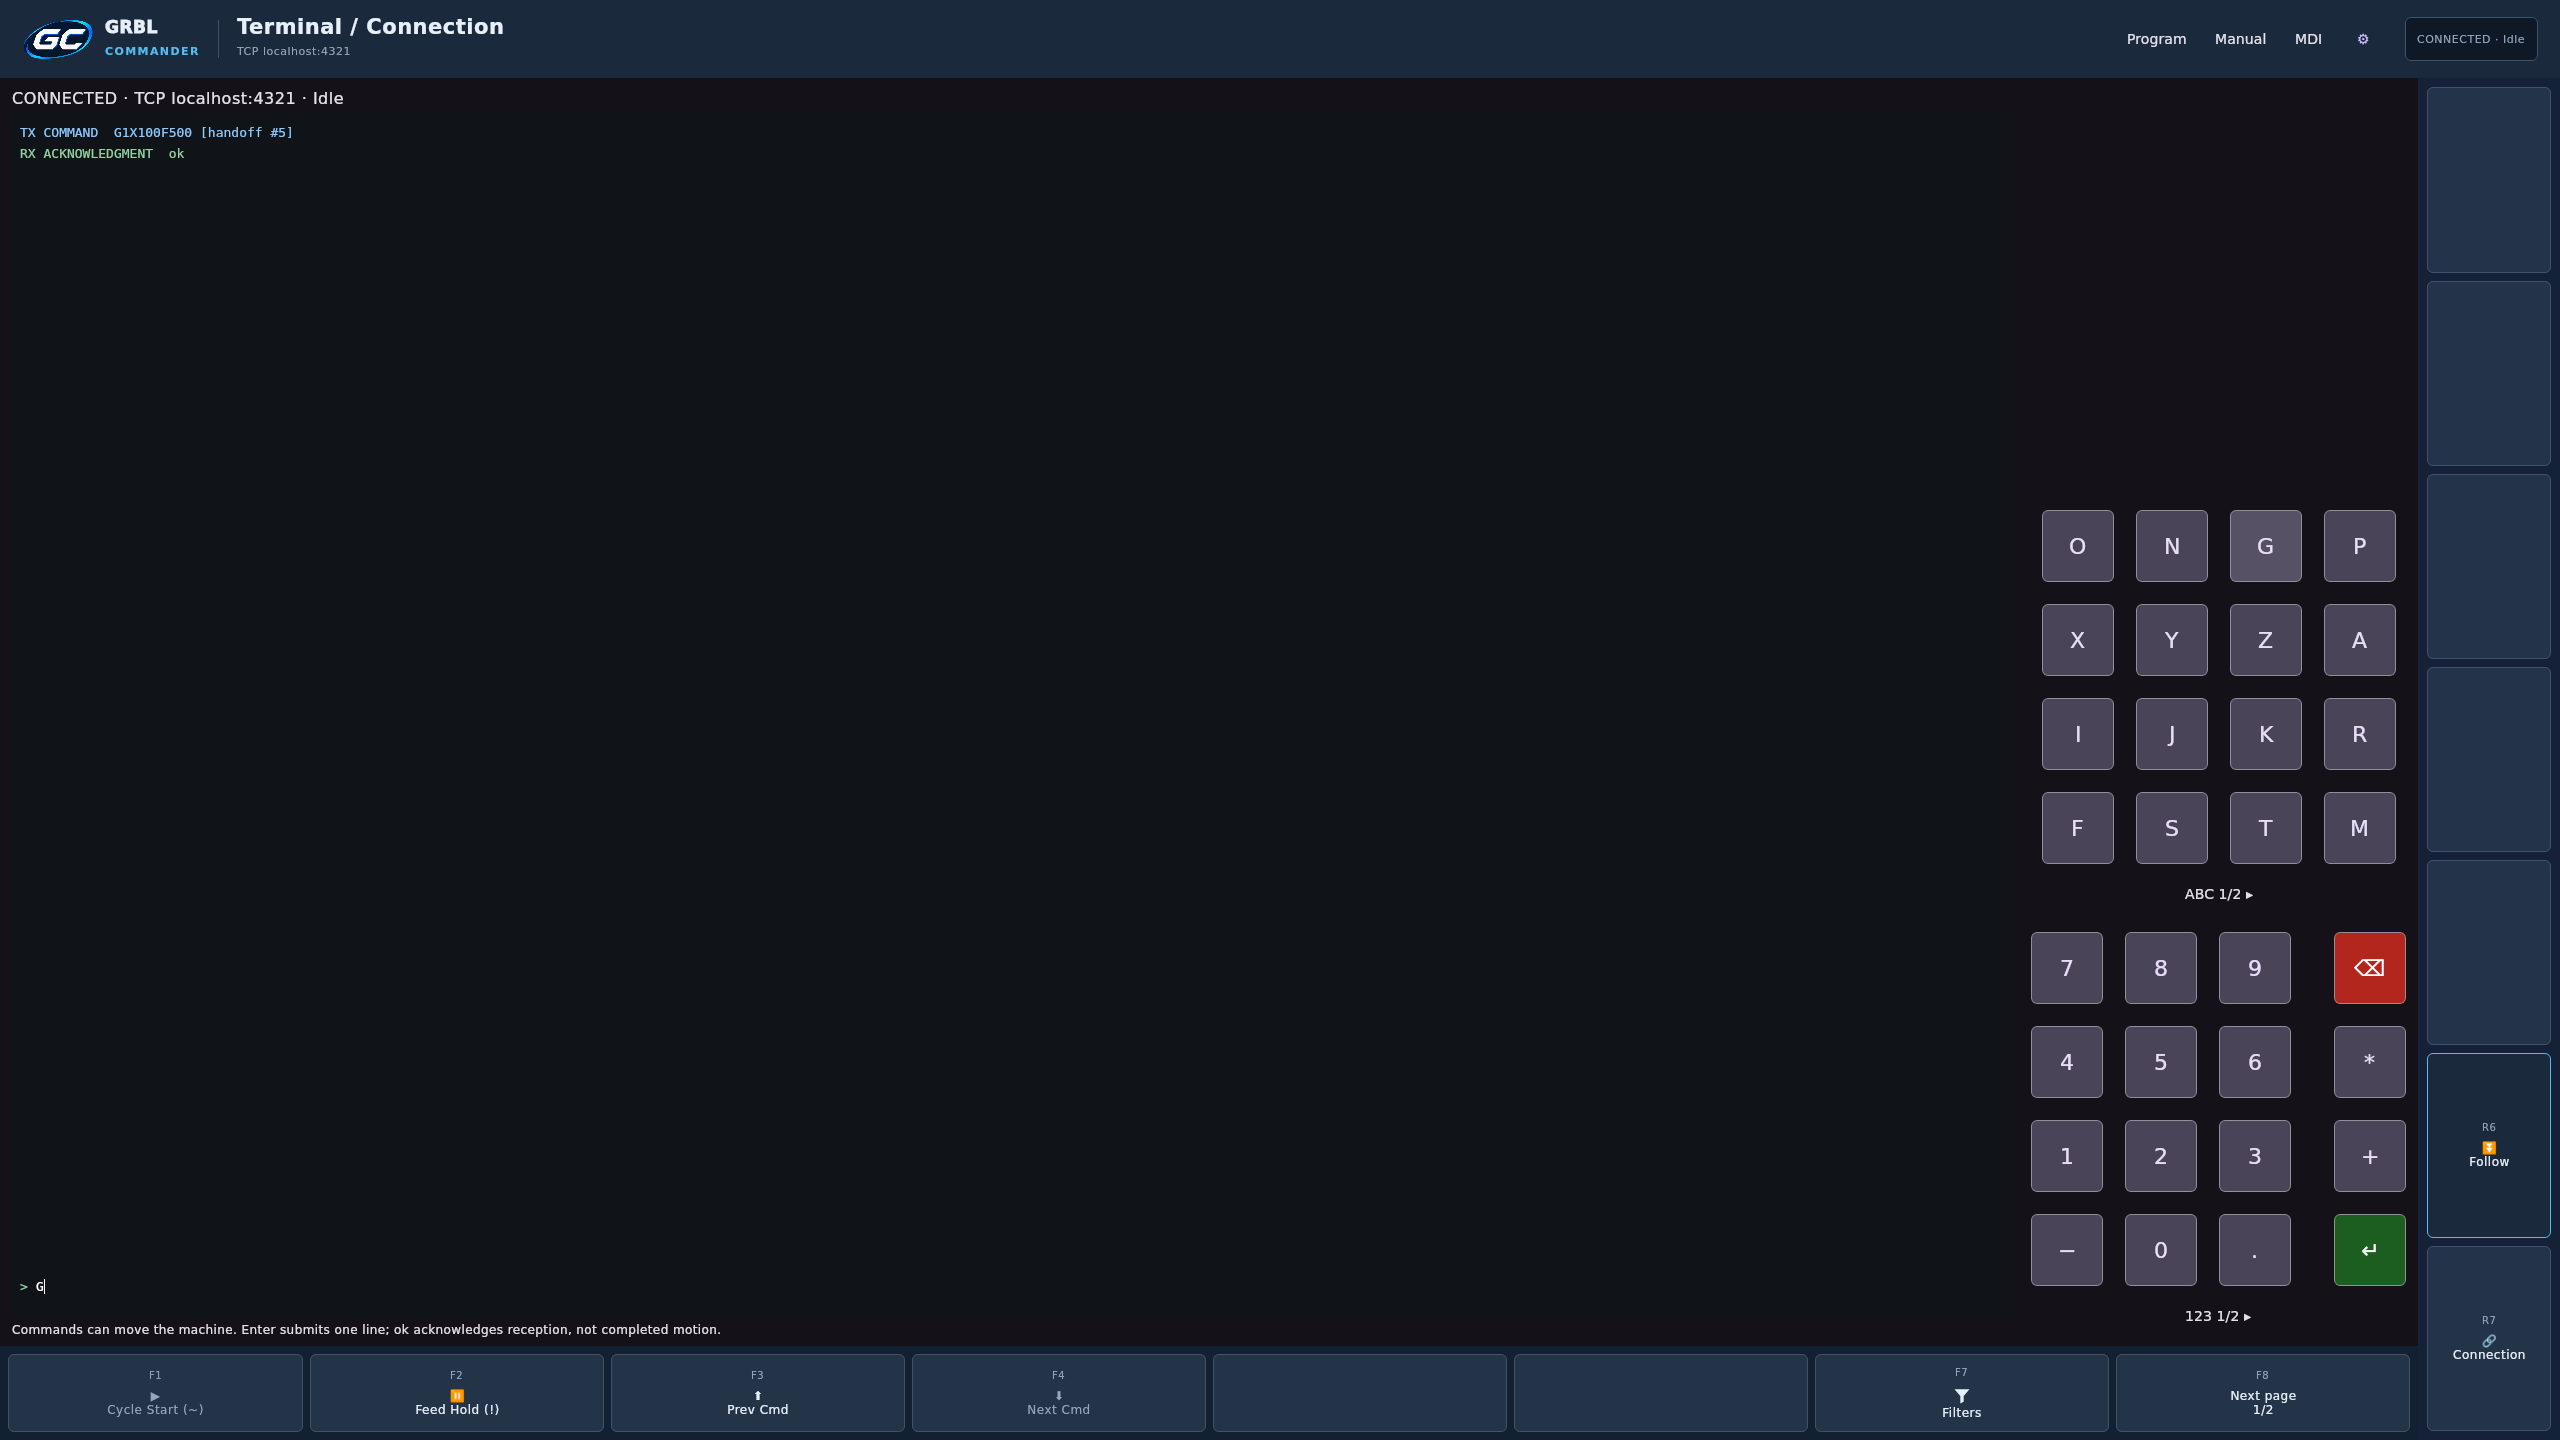 GC GRBL COMMANDER
Terminal / Connection
TCP localhost:4321
Program Manual MDI ⚙ CONNECTED · Idle
CONNECTED · TCP localhost:4321 · Idle
TX COMMAND  G1X100F500 [handoff #5]
RX ACKNOWLEDGMENT  ok
O N G P
X Y Z A
I J K R
F S T M
ABC 1/2 ▸
7 8 9 ⌫
4 5 6 *
1 2 3 +
− 0 . ↵
123 1/2 ▸
> G
Commands can move the machine. Enter submits one line; ok acknowledges reception, not completed motion.
R6
⏬
Follow
R7
🔗
Connection
F1
▶
Cycle Start (~)
F2
⏸
Feed Hold (!)
F3
⬆
Prev Cmd
F4
⬇
Next Cmd
F7
Filters
F8
Next page
1/2